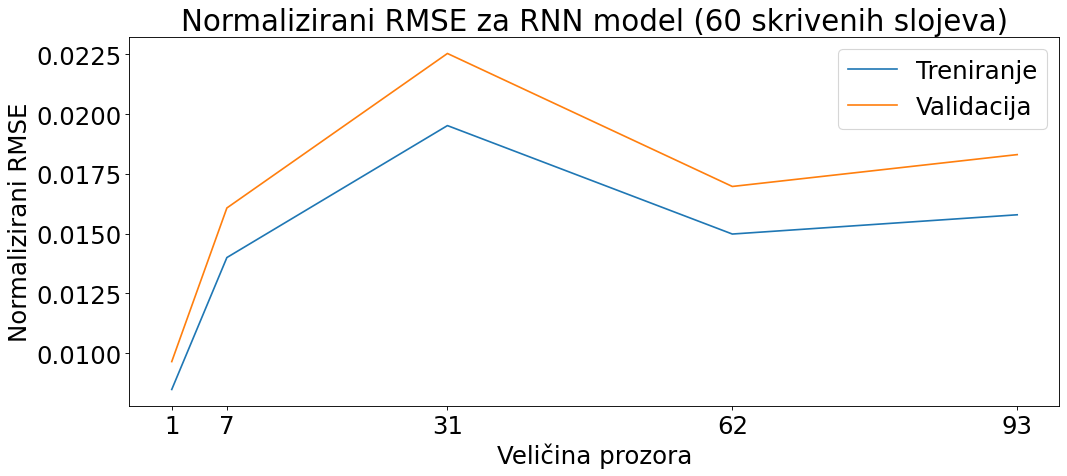 Normalizirani RMSE za RNN model (60 skrivenih slojeva)
Normalizirani RMSE
0.0225
0.0200
0.0175
0.0150
0.0125
0.0100
Treniranje
Validacija
1 7 31 62 93
Veličina prozora